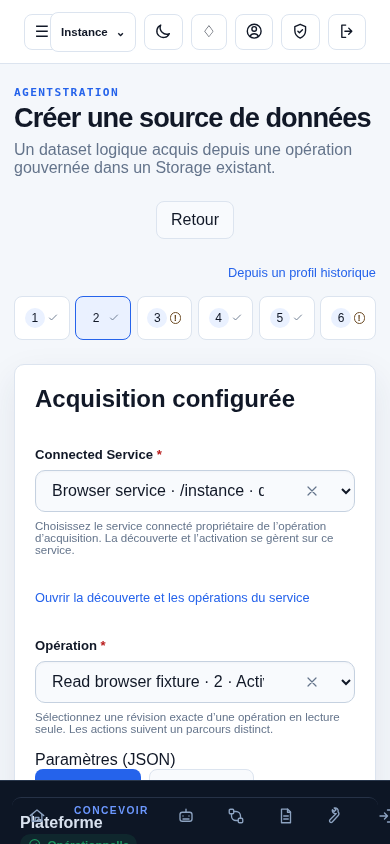 Instance
AGENTSTRATION
Créer une source de données
Un dataset logique acquis depuis une opération
gouvernée dans un Storage existant.
Retour
Depuis un profil historique
1 2 3 4 5 6
Acquisition configurée
Connected Service *
Browser service · /instance · d
Choisissez le service connecté propriétaire de l’opération
d’acquisition. La découverte et l’activation se gèrent sur ce
service.
Ouvrir la découverte et les opérations du service
Opération *
Read browser fixture · 2 · Activ
Sélectionnez une révision exacte d’une opération en lecture
seule. Les actions suivent un parcours distinct.
Paramètres (JSON)
CONCEVOIR
Plateforme
Opérationnelle